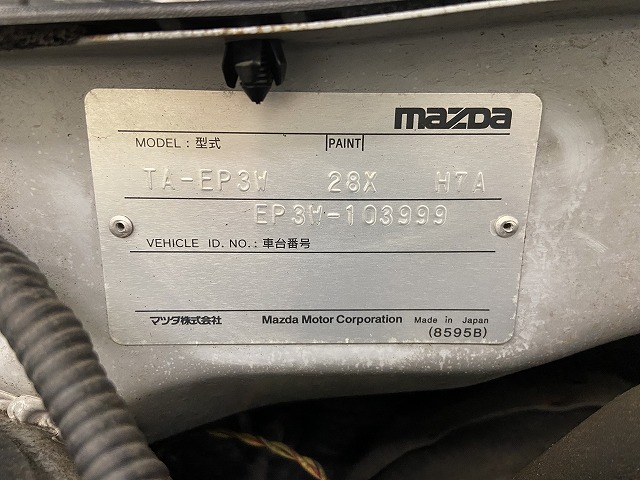 mazda
MODEL : 型式 PAINT
TA-EP3W 28X H7A
EP3W-103999
VEHICLE ID. NO. : 車台番号
マツダ株式会社 Mazda Motor Corporation Made in Japan
(8595B)